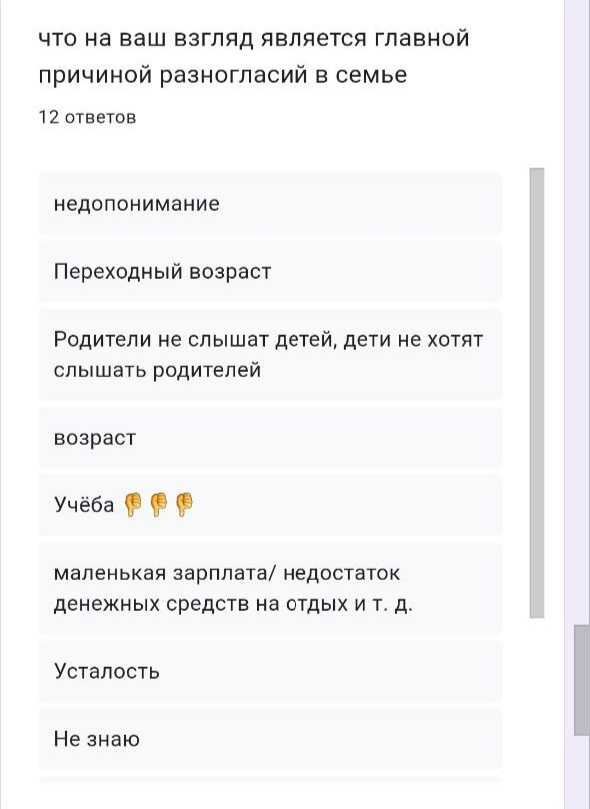 что на ваш взгляд является главной
причиной разногласий в семье
12 ответов
недопонимание
Переходный возраст
Родители не слышат детей, дети не хотят
слышать родителей
возраст
Учёба 👎👎👎
маленькая зарплата/ недостаток
денежных средств на отдых и т. д.
Усталость
Не знаю